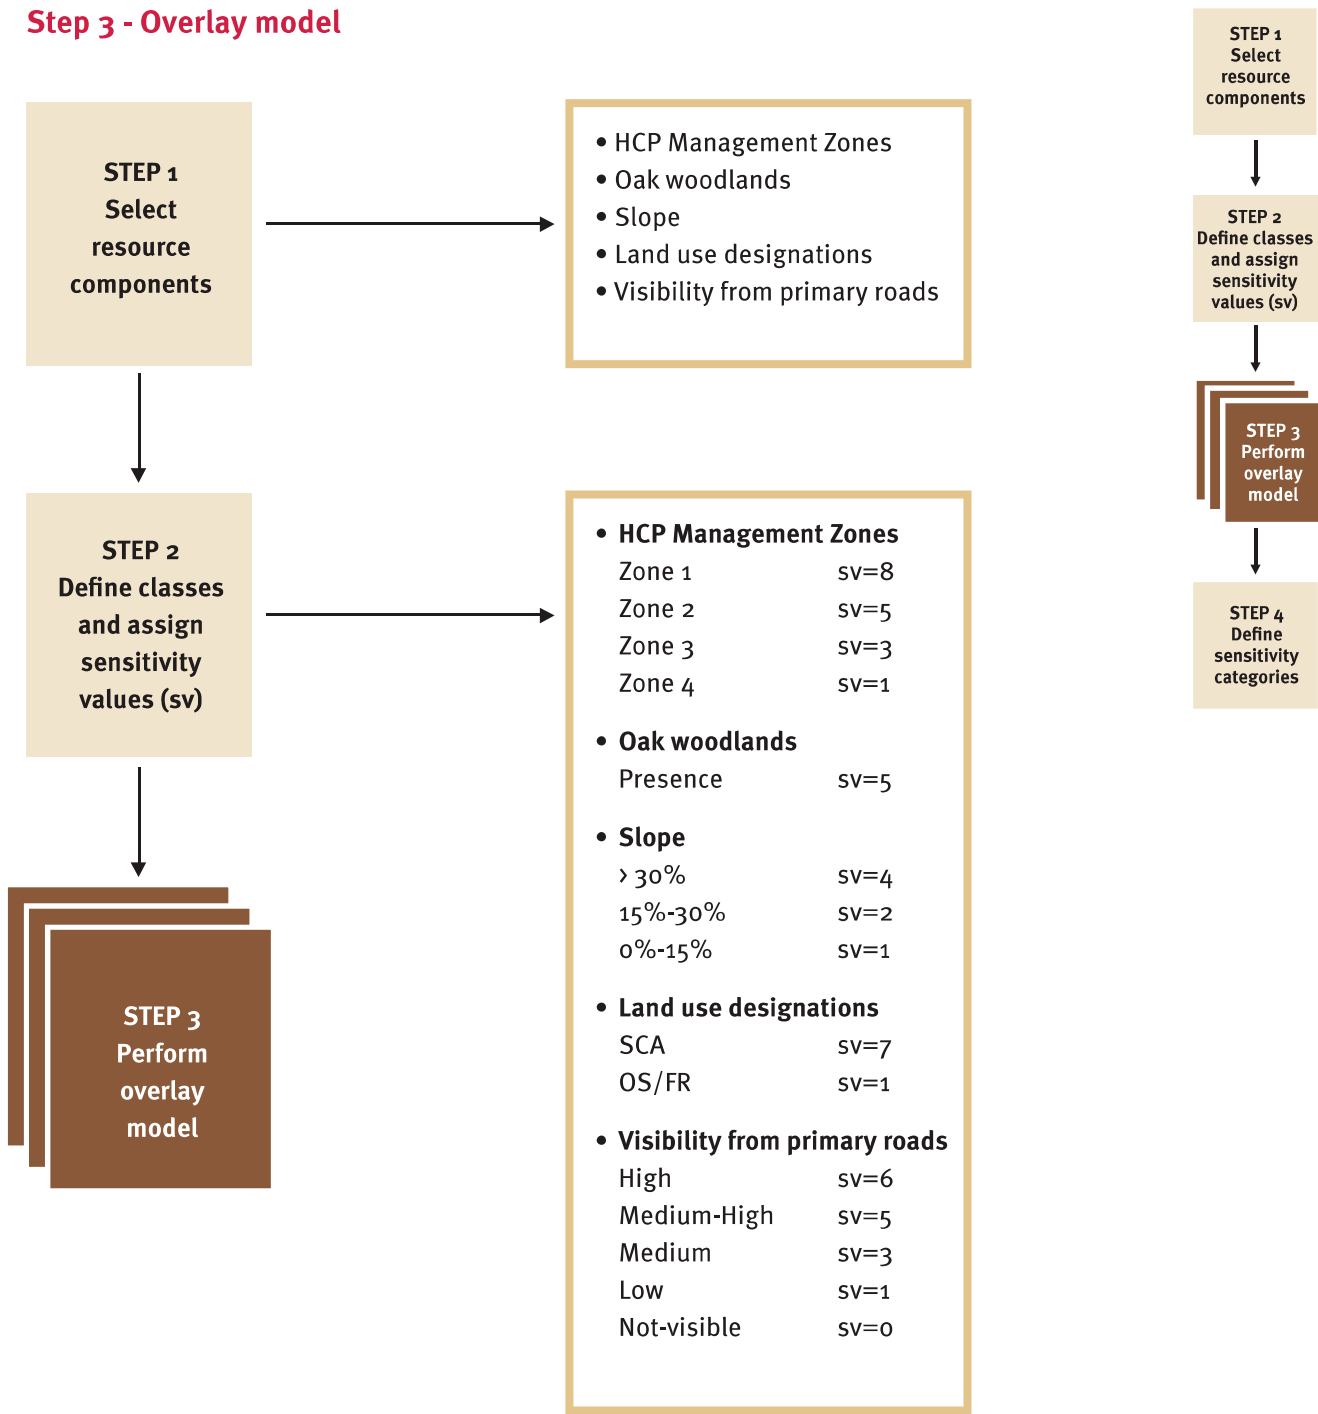 Step 3 - Overlay model
STEP 1
Select
resource
components
• HCP Management Zones
• Oak woodlands
• Slope
• Land use designations
• Visibility from primary roads
STEP 2
Define classes
and assign
sensitivity
values (sv)
• HCP Management Zones
Zone 1 sv=8
Zone 2 sv=5
Zone 3 sv=3
Zone 4 sv=1
• Oak woodlands
Presence sv=5
• Slope
> 30% sv=4
15%-30% sv=2
0%-15% sv=1
• Land use designations
SCA sv=7
OS/FR sv=1
• Visibility from primary roads
High sv=6
Medium-High sv=5
Medium sv=3
Low sv=1
Not-visible sv=0
STEP 3
Perform
overlay
model
STEP 1
Select
resource
components
STEP 2
Define classes
and assign
sensitivity
values (sv)
STEP 3
Perform
overlay
model
STEP 4
Define
sensitivity
categories